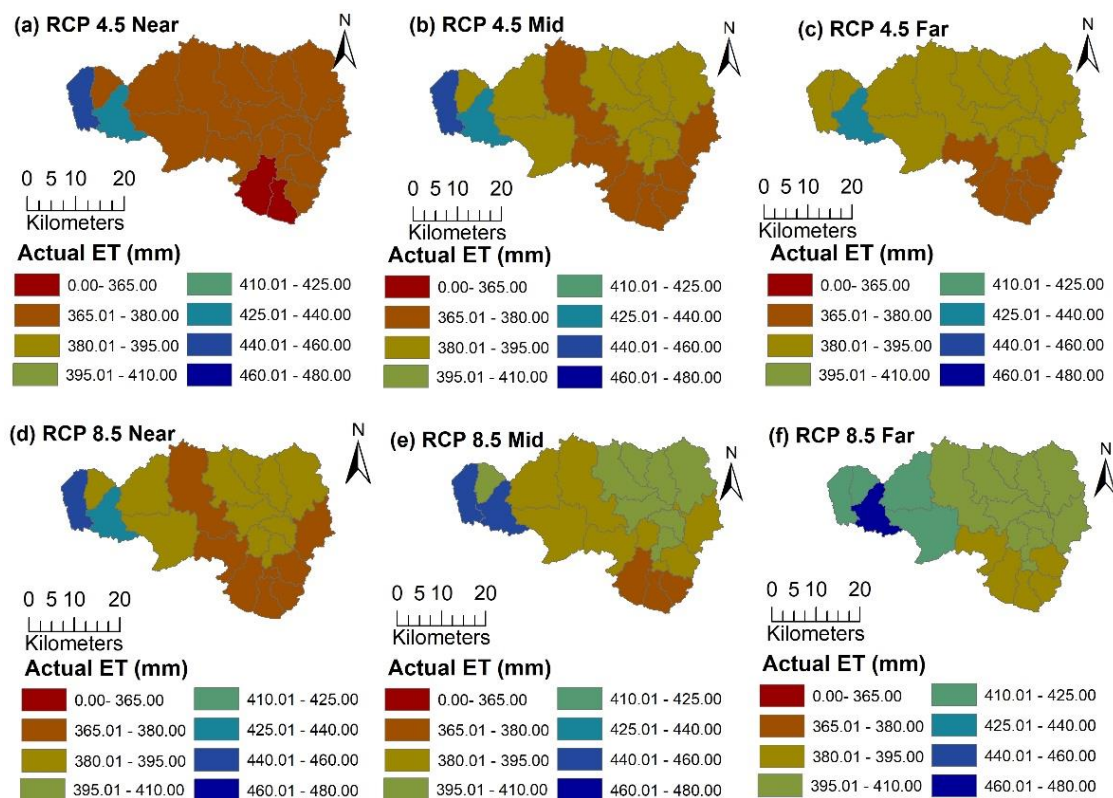 (a) RCP 4.5 Near
N
0 5 10 20
Kilometers
Actual ET (mm)
0.00- 365.00
410.01 - 425.00
365.01 - 380.00
425.01 - 440.00
380.01 - 395.00
440.01 - 460.00
395.01 - 410.00
460.01 - 480.00
(b) RCP 4.5 Mid
N
0 5 10 20
Kilometers
Actual ET (mm)
0.00- 365.00
410.01 - 425.00
365.01 - 380.00
425.01 - 440.00
380.01 - 395.00
440.01 - 460.00
395.01 - 410.00
460.01 - 480.00
(c) RCP 4.5 Far
N
0 5 10 20
Kilometers
Actual ET (mm)
0.00- 365.00
410.01 - 425.00
365.01 - 380.00
425.01 - 440.00
380.01 - 395.00
440.01 - 460.00
395.01 - 410.00
460.01 - 480.00
(d) RCP 8.5 Near
N
0 5 10 20
Kilometers
Actual ET (mm)
0.00- 365.00
410.01 - 425.00
365.01 - 380.00
425.01 - 440.00
380.01 - 395.00
440.01 - 460.00
395.01 - 410.00
460.01 - 480.00
(e) RCP 8.5 Mid
N
0 5 10 20
Kilometers
Actual ET (mm)
0.00- 365.00
410.01 - 425.00
365.01 - 380.00
425.01 - 440.00
380.01 - 395.00
440.01 - 460.00
395.01 - 410.00
460.01 - 480.00
(f) RCP 8.5 Far
N
0 5 10 20
Kilometers
Actual ET (mm)
0.00- 365.00
410.01 - 425.00
365.01 - 380.00
425.01 - 440.00
380.01 - 395.00
440.01 - 460.00
395.01 - 410.00
460.01 - 480.00